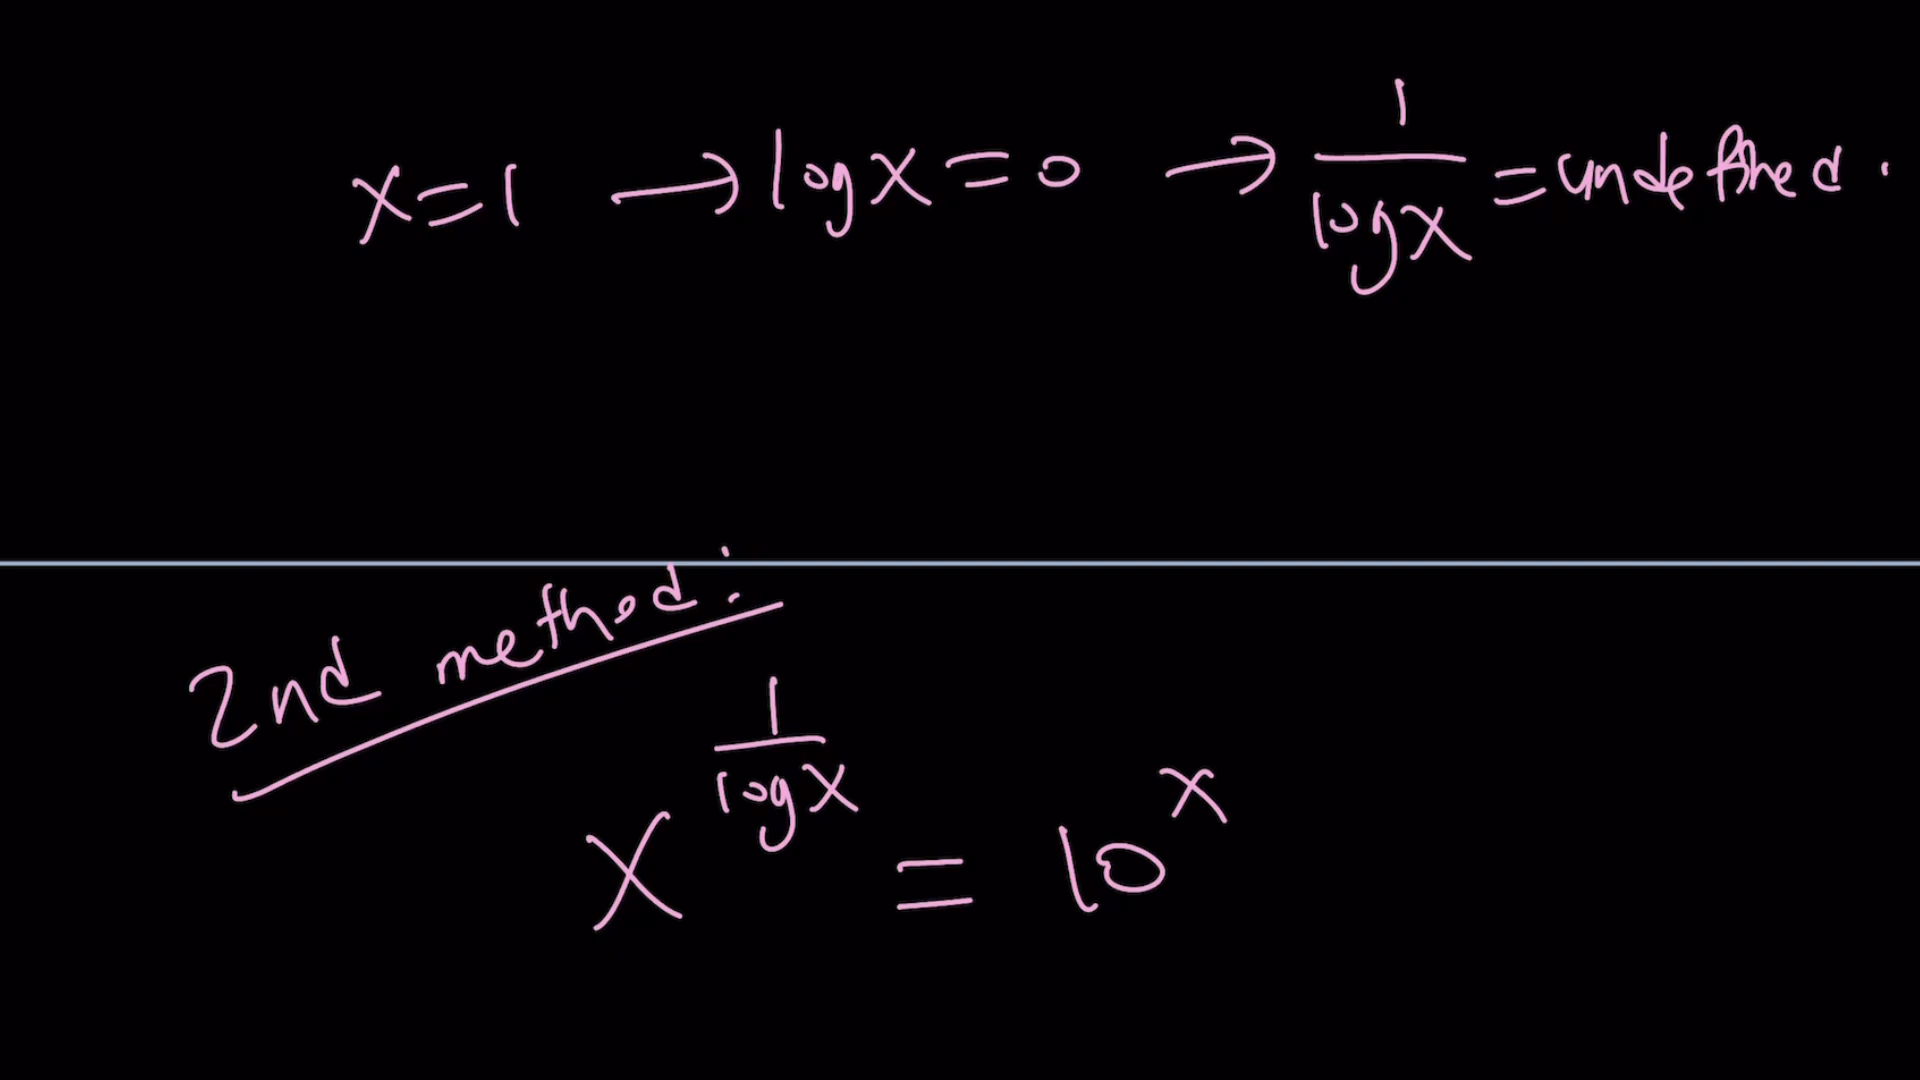 x=1 → log x = 0 → 1/log x = undefined.
2nd method:
x^(1/log x) = 10^x